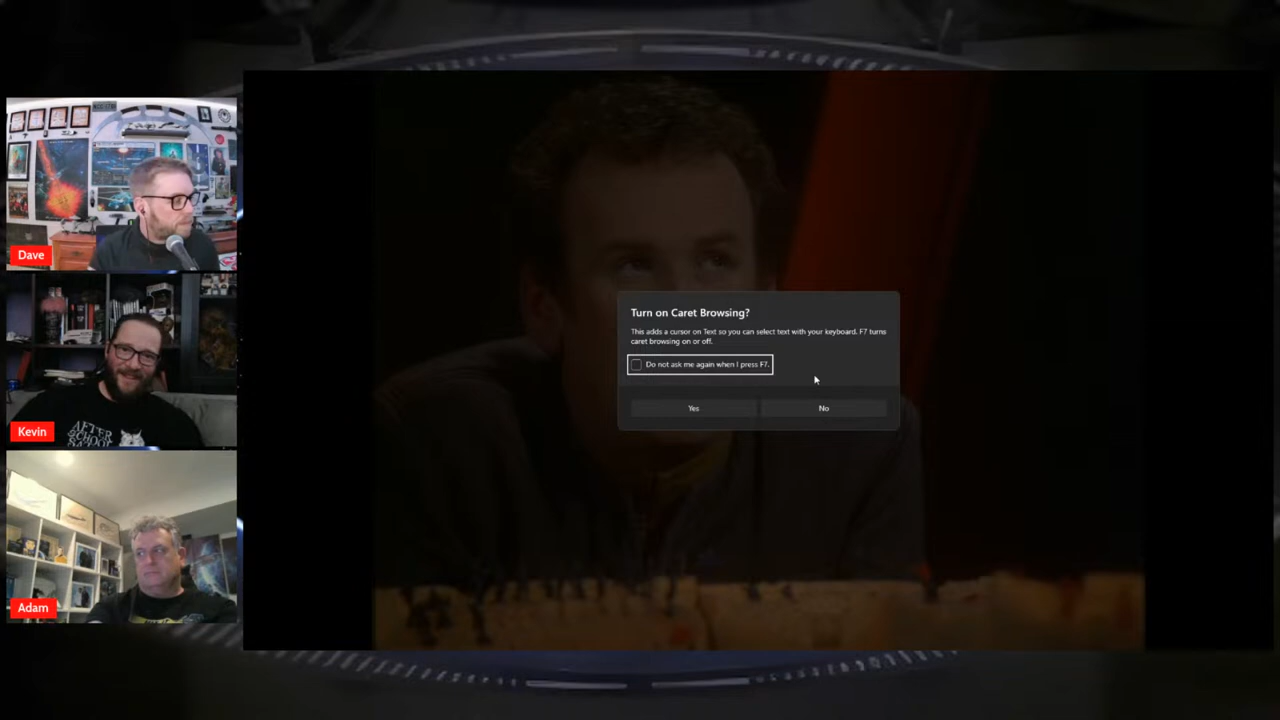 Dave
Kevin
AFTER
SCHOOL
Adam
Turn on Caret Browsing?
This adds a cursor on Text so you can select text with your keyboard. F7 turns
caret browsing on or off.
Do not ask me again when I press F7.
Yes
No